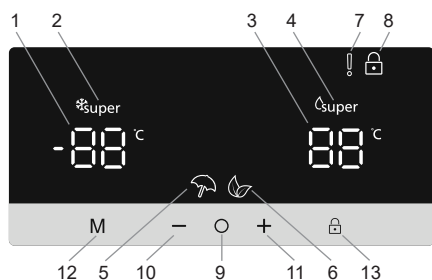 1 2 3 4 7 8
super super
-88 °C 88 °C
M − ○ +
12 5 10 9 11 6 13